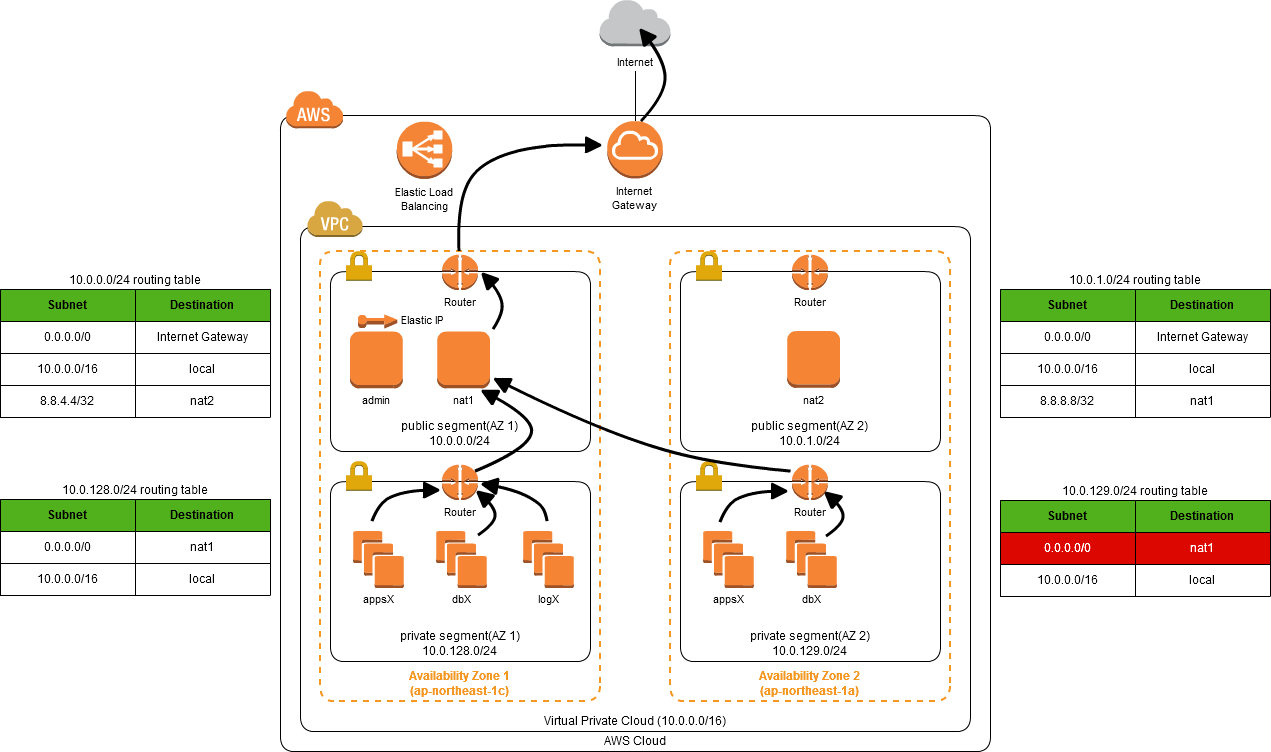 Internet
AWS
Elastic Load
Balancing
Internet
Gateway
VPC
10.0.0.0/24 routing table
Subnet Destination
0.0.0.0/0 Internet Gateway
10.0.0.0/16 local
8.8.4.4/32 nat2
Router
Elastic IP
admin
nat1
public segment(AZ 1)
10.0.0.0/24
Router
nat2
public segment(AZ 2)
10.0.1.0/24
10.0.1.0/24 routing table
Subnet Destination
0.0.0.0/0 Internet Gateway
10.0.0.0/16 local
8.8.8.8/32 nat1
10.0.128.0/24 routing table
Subnet Destination
0.0.0.0/0 nat1
10.0.0.0/16 local
Router
appsX
dbX
logX
private segment(AZ 1)
10.0.128.0/24
Availability Zone 1
(ap-northeast-1c)
Router
appsX
dbX
private segment(AZ 2)
10.0.129.0/24
Availability Zone 2
(ap-northeast-1a)
10.0.129.0/24 routing table
Subnet Destination
0.0.0.0/0 nat1
10.0.0.0/16 local
Virtual Private Cloud (10.0.0.0/16)
AWS Cloud